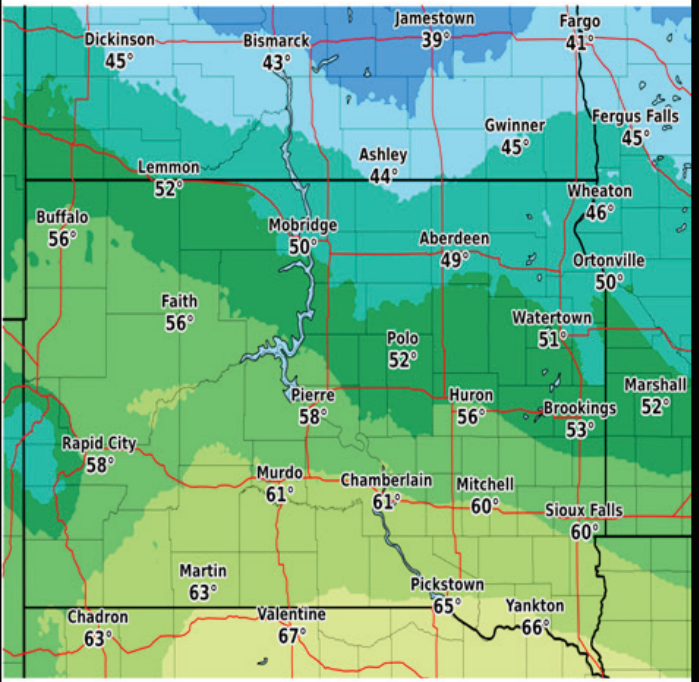 Jamestown
39°
Fargo
41°
Dickinson
45°
Bismarck
43°
Fergus Falls
45°
Gwinner
45°
Ashley
44°
Lemmon
52°
Wheaton
46°
Buffalo
56°
Mobridge
50°
Aberdeen
49°
Ortonville
50°
Faith
56°
Watertown
51°
Polo
52°
Marshall
52°
Pierre
58°
Huron
56°
Brookings
53°
Rapid City
58°
Murdo
61°
Chamberlain
61°
Mitchell
60°
Sioux Falls
60°
Martin
63°
Pickstown
65°
Yankton
66°
Chadron
63°
Valentine
67°